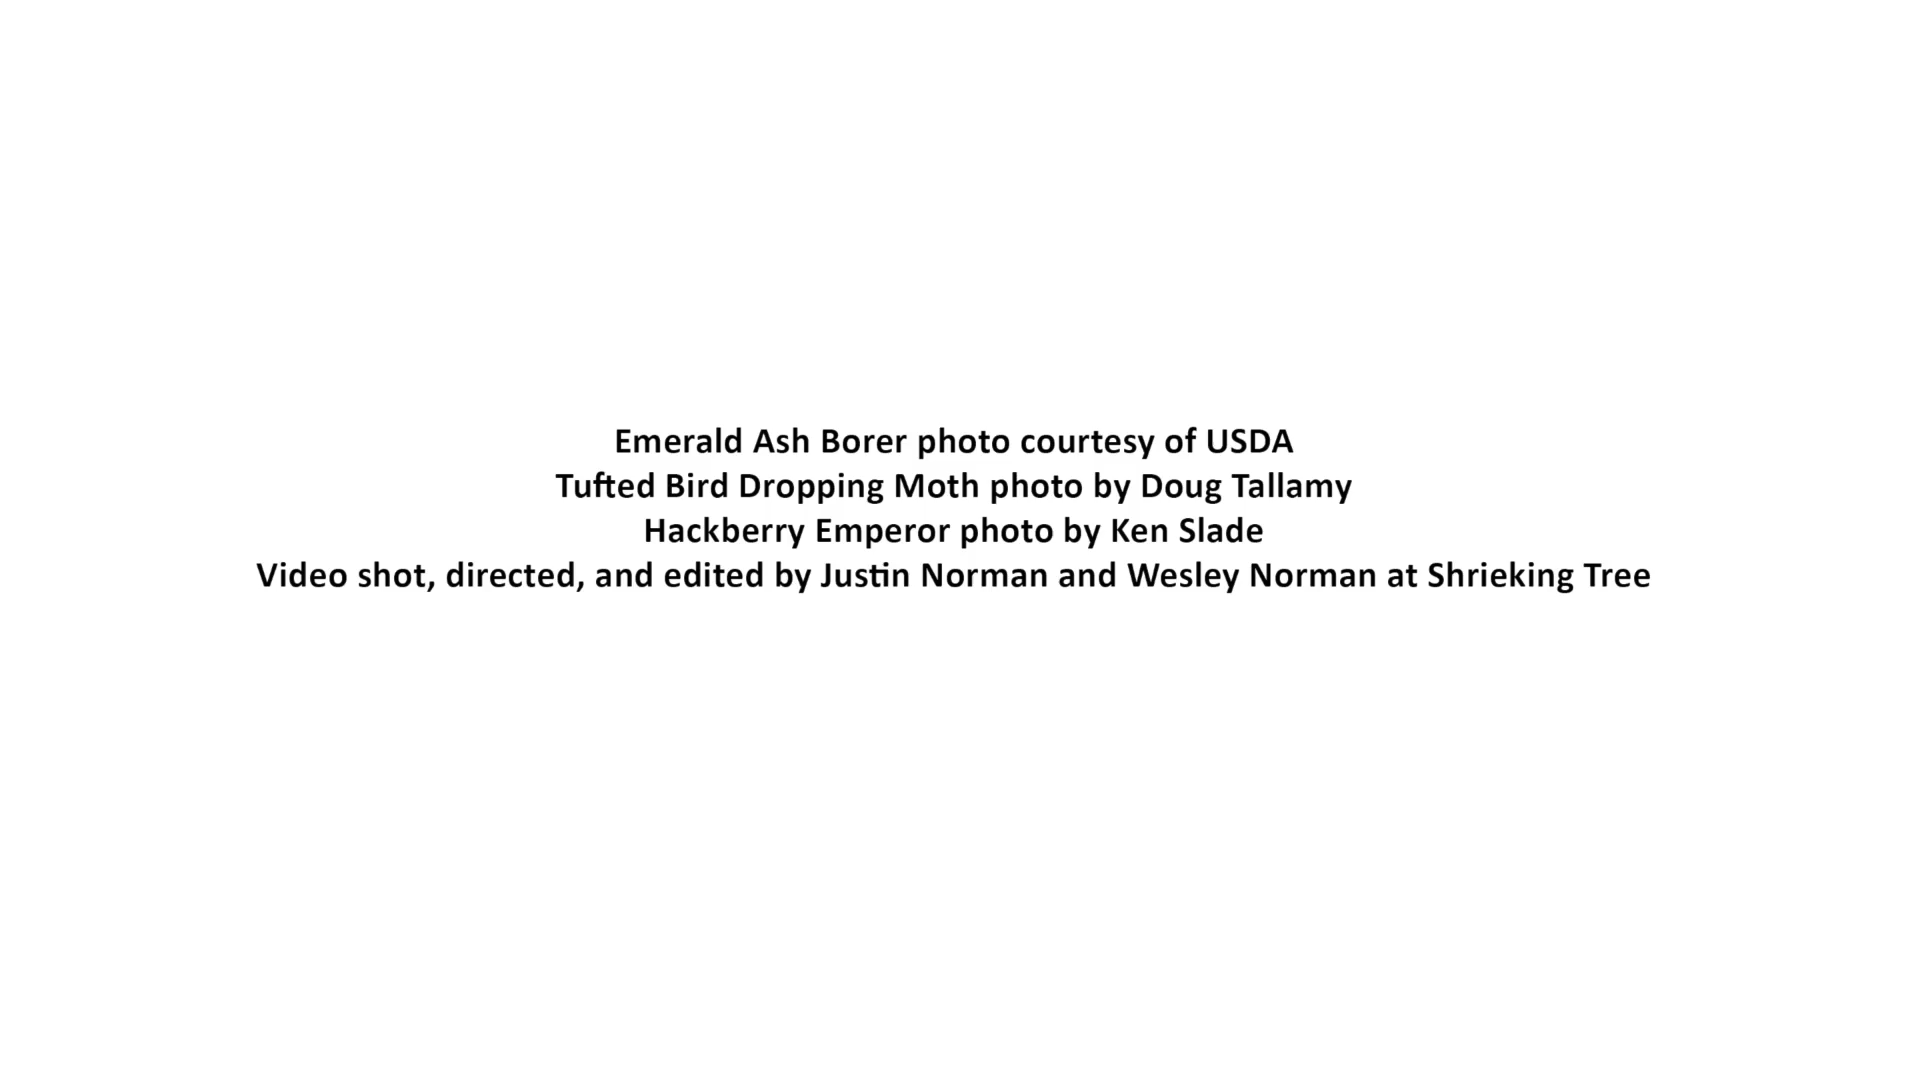 Emerald Ash Borer photo courtesy of USDA
Tufted Bird Dropping Moth photo by Doug Tallamy
Hackberry Emperor photo by Ken Slade
Video shot, directed, and edited by Justin Norman and Wesley Norman at Shrieking Tree